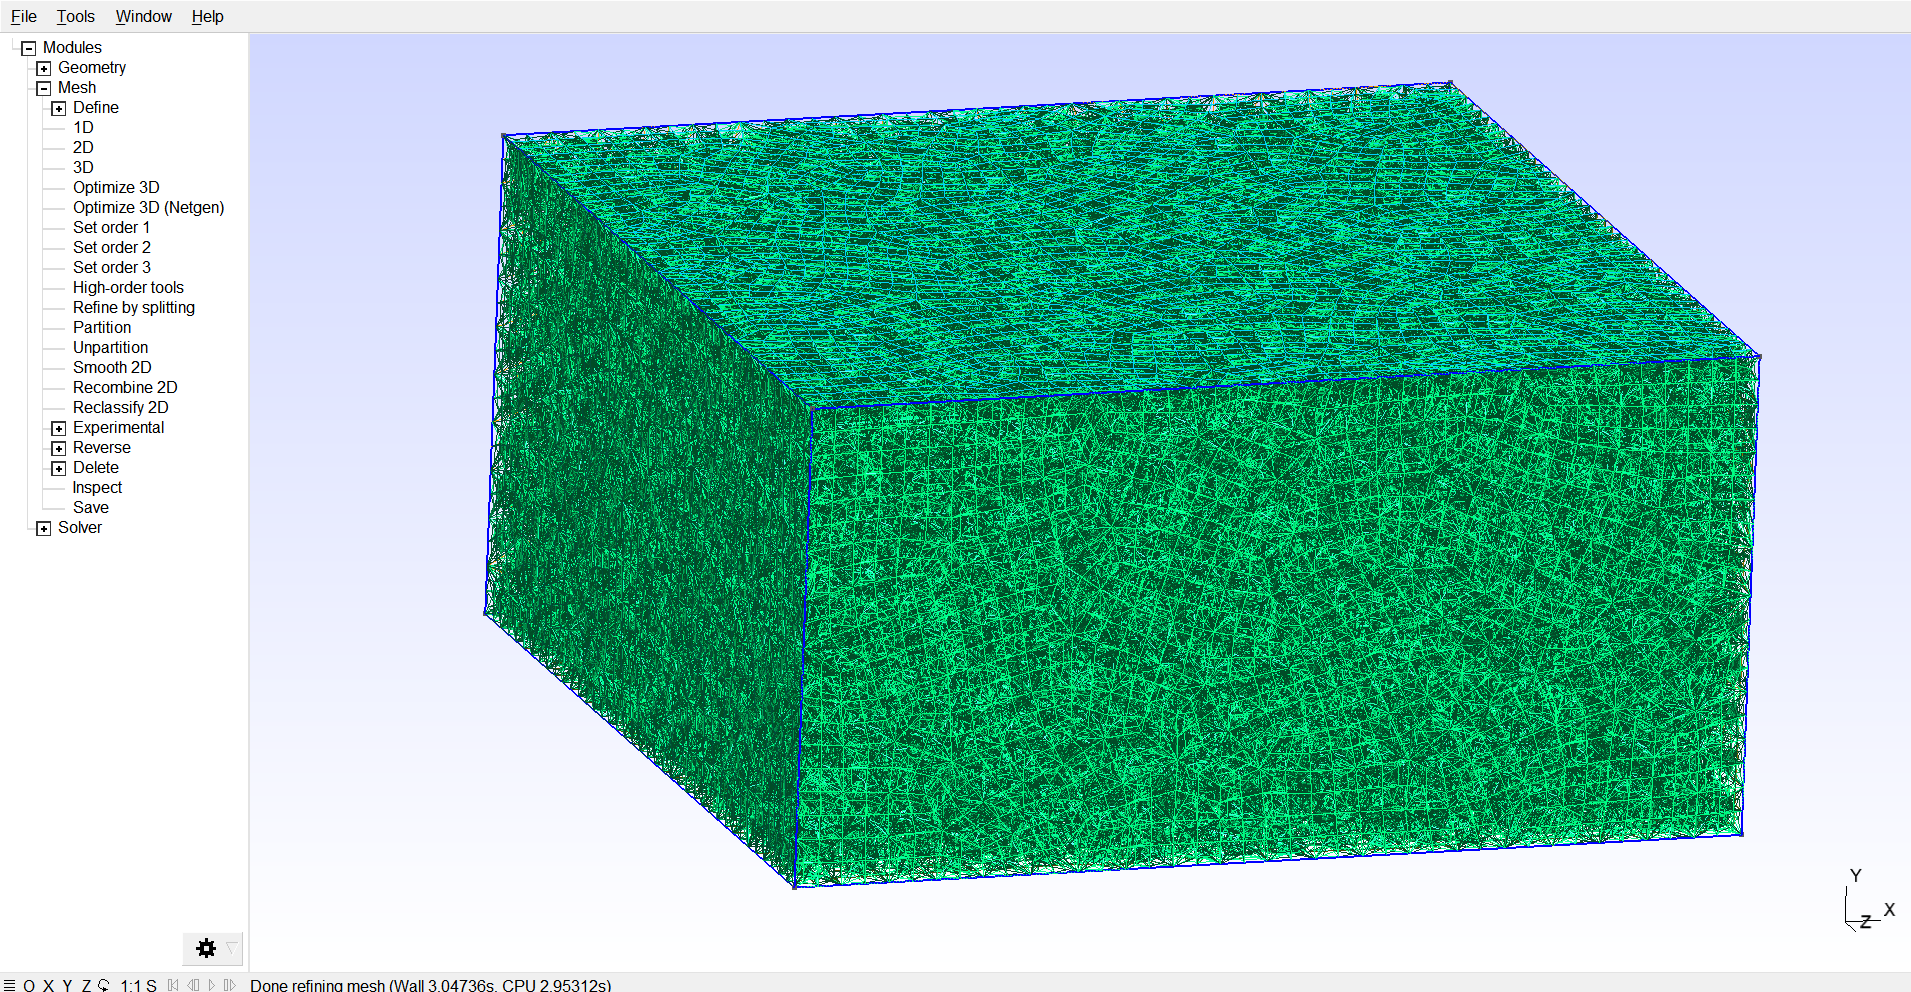 File Tools Window Help
Modules
Geometry
Mesh
Define
1D
2D
3D
Optimize 3D
Optimize 3D (Netgen)
Set order 1
Set order 2
Set order 3
High-order tools
Refine by splitting
Partition
Unpartition
Smooth 2D
Recombine 2D
Reclassify 2D
Experimental
Reverse
Delete
Inspect
Save
Solver
Y
X
Z
O X Y Z 1:1 S Done refining mesh (Wall 3.04736s, CPU 2.95312s)